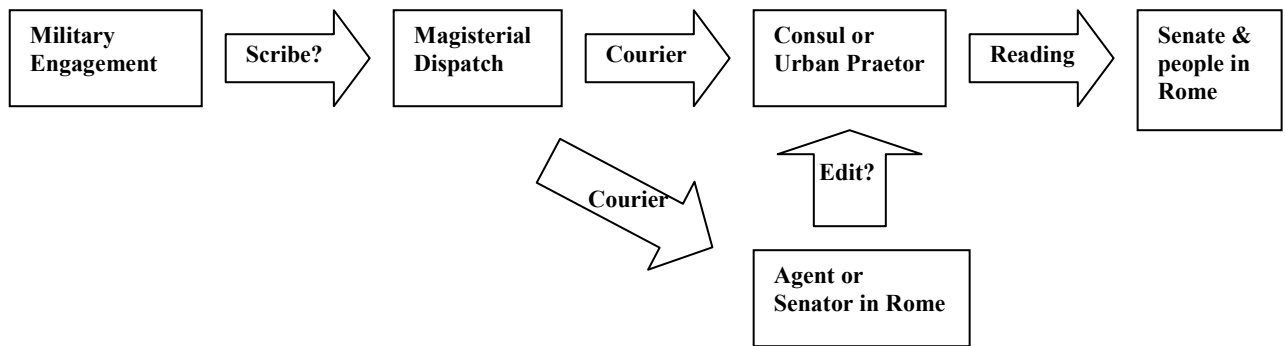 Military
Engagement
Scribe?
Magisterial
Dispatch
Courier
Consul or
Urban Praetor
Reading
Senate &
people in
Rome
Courier
Edit?
Agent or
Senator in Rome